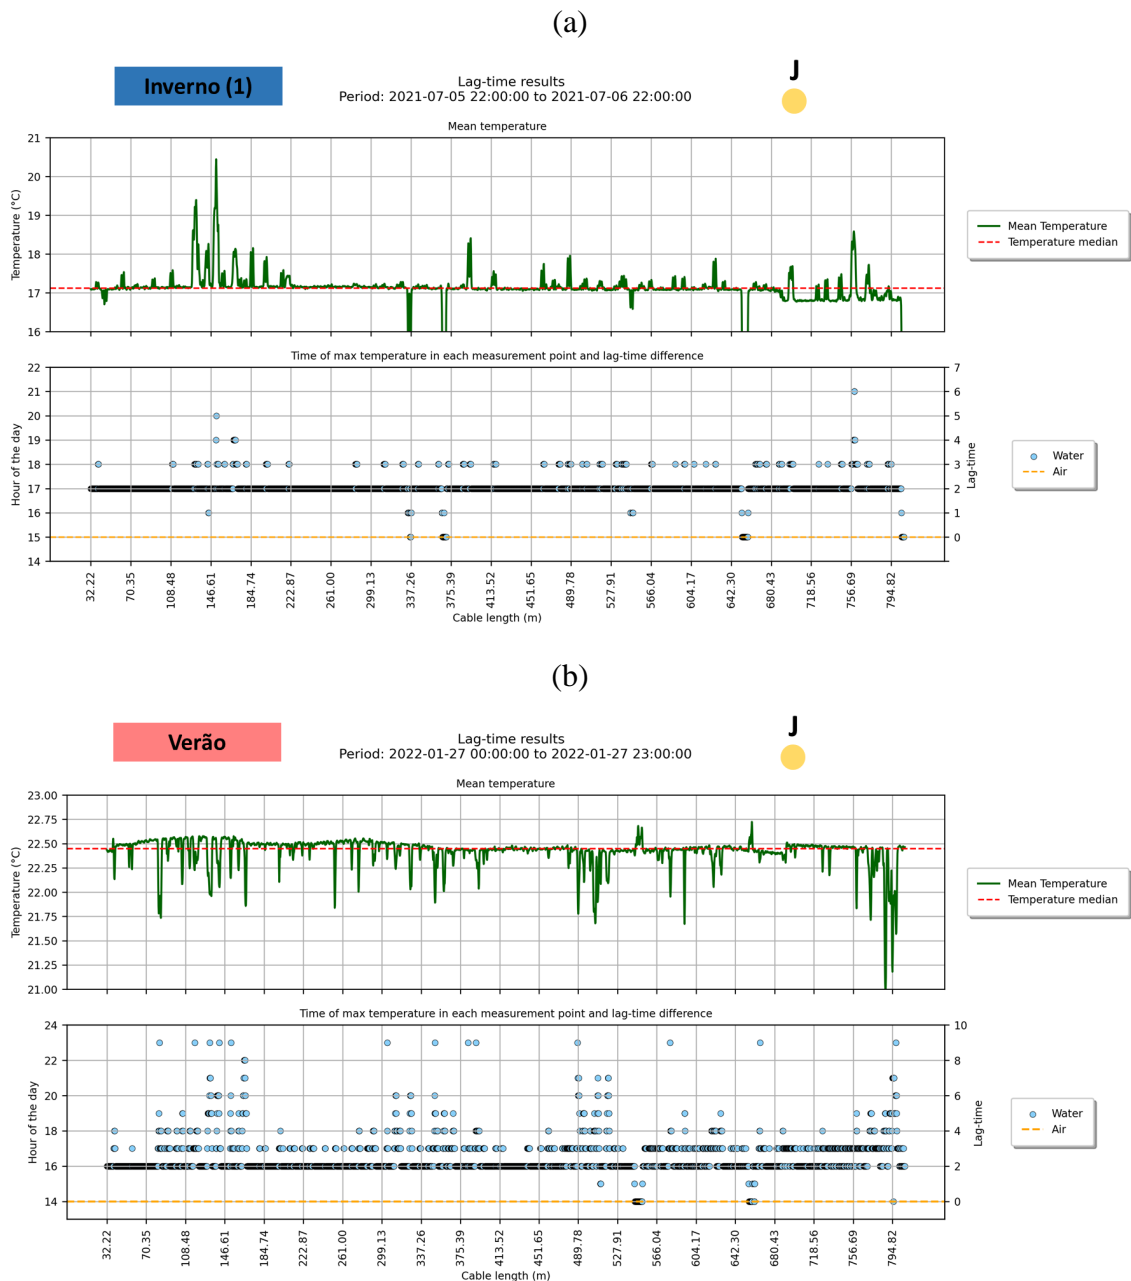 (a)
Inverno (1)
Lag-time results
Period: 2021-07-05 22:00:00 to 2021-07-06 22:00:00
J
Mean temperature
21
20
19
18
17
16
Temperature (°C)
Mean Temperature
Temperature median
Time of max temperature in each measurement point and lag-time difference
22
21
20
19
18
17
16
15
14
Hour of the day
7
6
5
4
3
2
1
0
Lag-time
Water
Air
32.22
70.35
108.48
146.61
184.74
222.87
261.00
299.13
337.26
375.39
413.52
451.65
489.78
527.91
566.04
604.17
642.30
680.43
718.56
756.69
794.82
Cable length (m)
(b)
Verão
Lag-time results
Period: 2022-01-27 00:00:00 to 2022-01-27 23:00:00
J
Mean temperature
23.00
22.75
22.50
22.25
22.00
21.75
21.50
21.25
21.00
Temperature (°C)
Mean Temperature
Temperature median
Time of max temperature in each measurement point and lag-time difference
24
22
20
18
16
14
Hour of the day
10
8
6
4
2
0
Lag-time
Water
Air
32.22
70.35
108.48
146.61
184.74
222.87
261.00
299.13
337.26
375.39
413.52
451.65
489.78
527.91
566.04
604.17
642.30
680.43
718.56
756.69
794.82
Cable length (m)